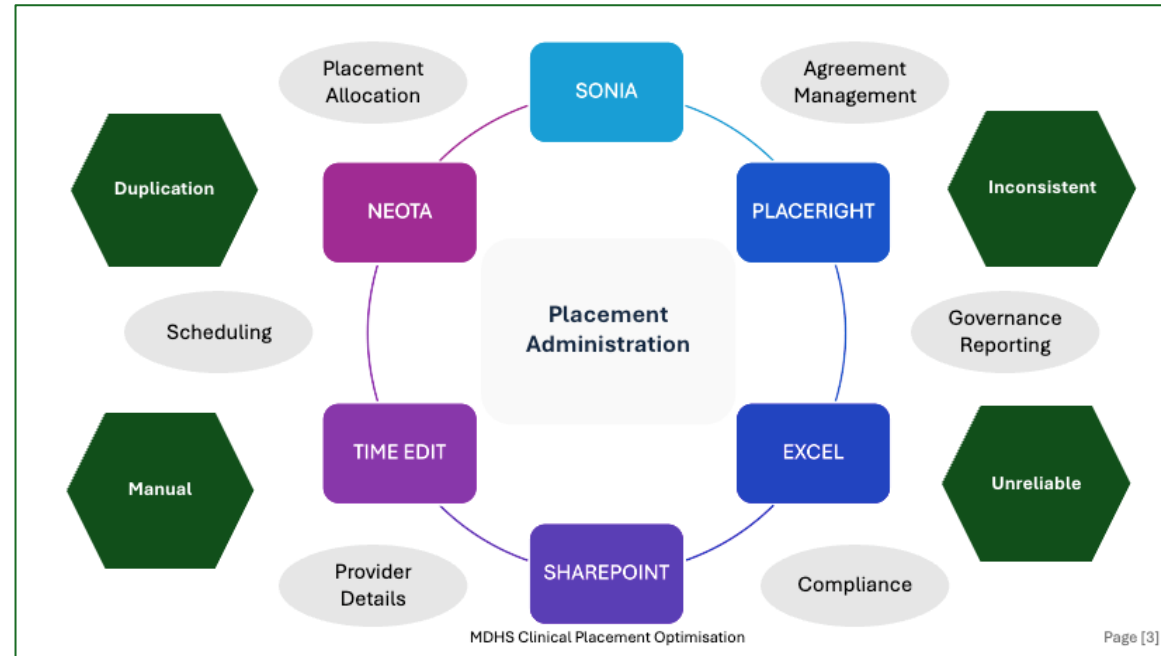 Placement
Allocation
SONIA
Agreement
Management
Duplication
NEOTA
PLACERIGHT
Inconsistent
Scheduling
Placement
Administration
Governance
Reporting
Manual
TIME EDIT
EXCEL
Unreliable
Provider
Details
SHAREPOINT
Compliance
MDHS Clinical Placement Optimisation
Page [3]